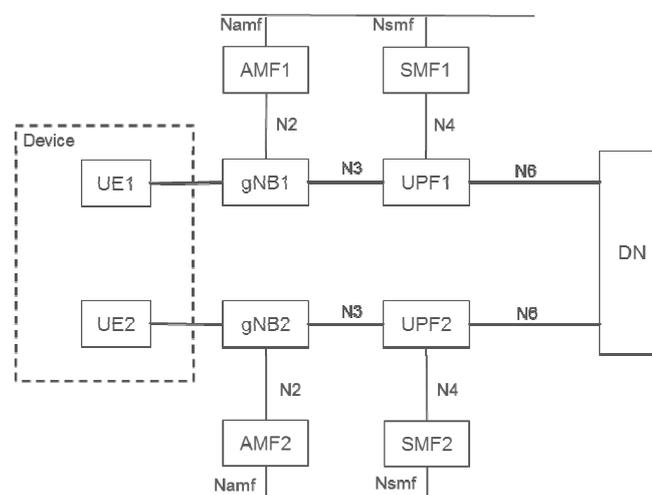 Namf Nsmf
AMF1 SMF1
N2 N4
Device
UE1 gNB1 N3 UPF1 N6
DN
UE2 gNB2 N3 UPF2 N6
N2 N4
AMF2 SMF2
Namf Nsmf